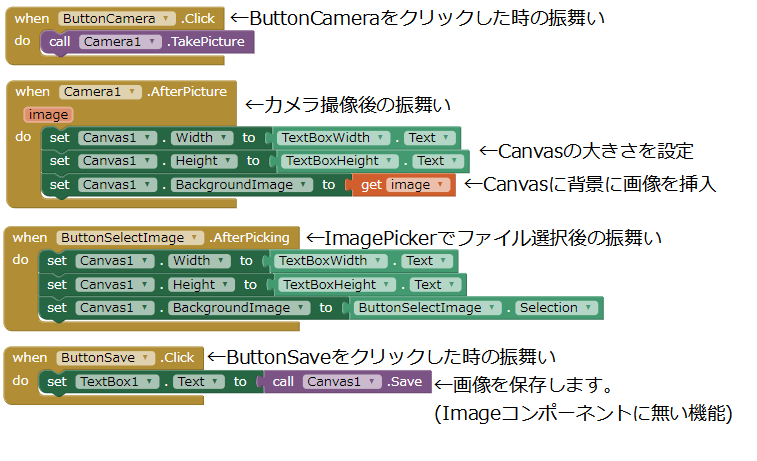 when ButtonCamera .Click ←ButtonCameraをクリックした時の振舞い
do call Camera1 .TakePicture
when Camera1 .AfterPicture
image ←カメラ撮像後の振舞い
do set Canvas1 . Width to TextBoxWidth . Text
set Canvas1 . Height to TextBoxHeight . Text ←Canvasの大きさを設定
set Canvas1 . BackgroundImage to get image ←Canvasに背景に画像を挿入
when ButtonSelectImage .AfterPicking ←ImagePickerでファイル選択後の振舞い
do set Canvas1 . Width to TextBoxWidth . Text
set Canvas1 . Height to TextBoxHeight . Text
set Canvas1 . BackgroundImage to ButtonSelectImage . Selection
when ButtonSave .Click ←ButtonSaveをクリックした時の振舞い
do set TextBox1 . Text to call Canvas1 .Save ←画像を保存します。
(Imageコンポーネントに無い機能)